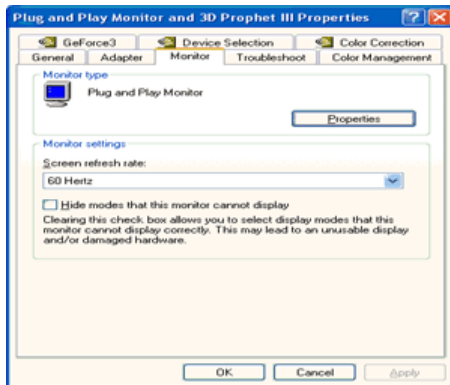 Plug and Play Monitor and 3D Prophet III Properties
GeForce3 Device Selection Color Correction
General Adapter Monitor Troubleshoot Color Management
Monitor type
Plug and Play Monitor
Properties
Monitor settings
Screen refresh rate:
60 Hertz
Hide modes that this monitor cannot display
Clearing this check box allows you to select display modes that this
monitor cannot display correctly. This may lead to an unusable display
and/or damaged hardware.
OK Cancel Apply